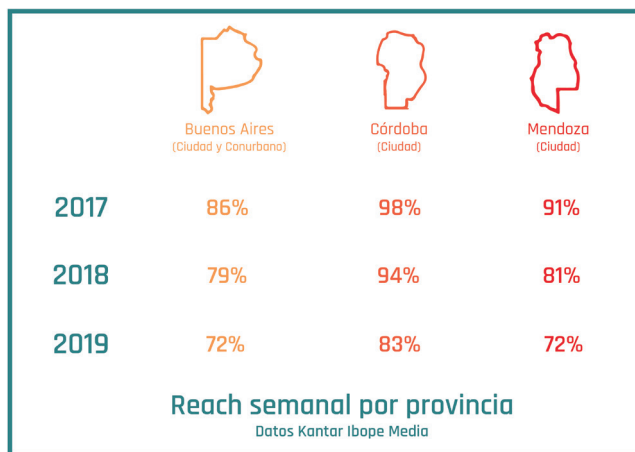 Buenos Aires
(Ciudad y Conurbano)
Córdoba
(Ciudad)
Mendoza
(Ciudad)
2017 86% 98% 91%
2018 79% 94% 81%
2019 72% 83% 72%
Reach semanal por provincia
Datos Kantar Ibope Media